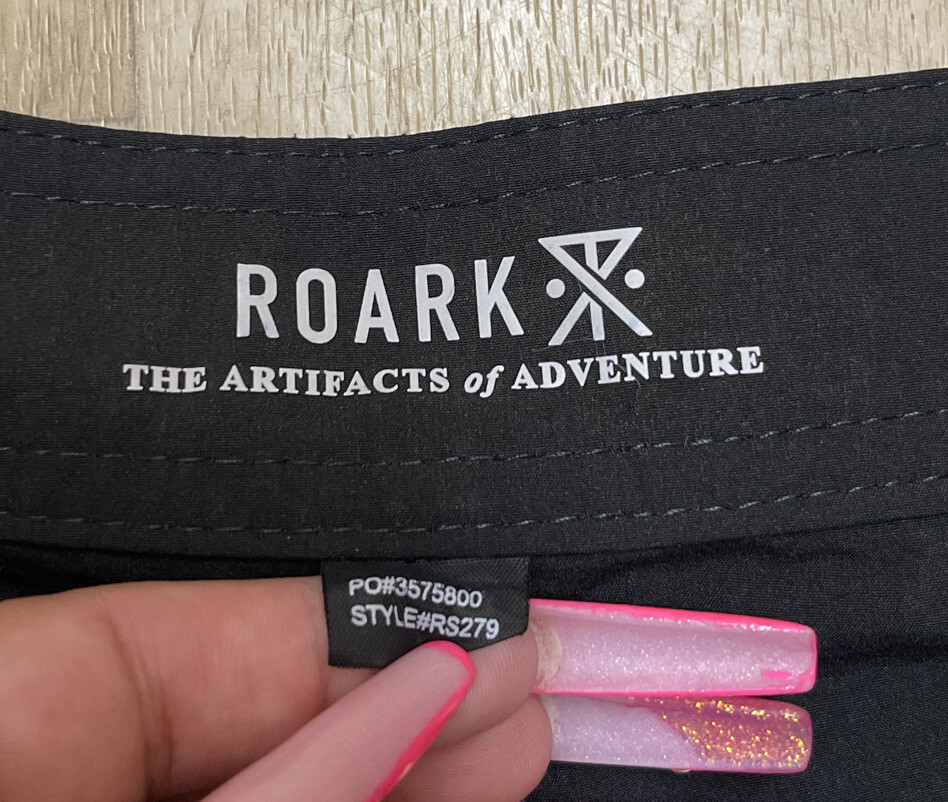 ROARK
THE ARTIFACTS of ADVENTURE
PO#3575800
STYLE#RS279